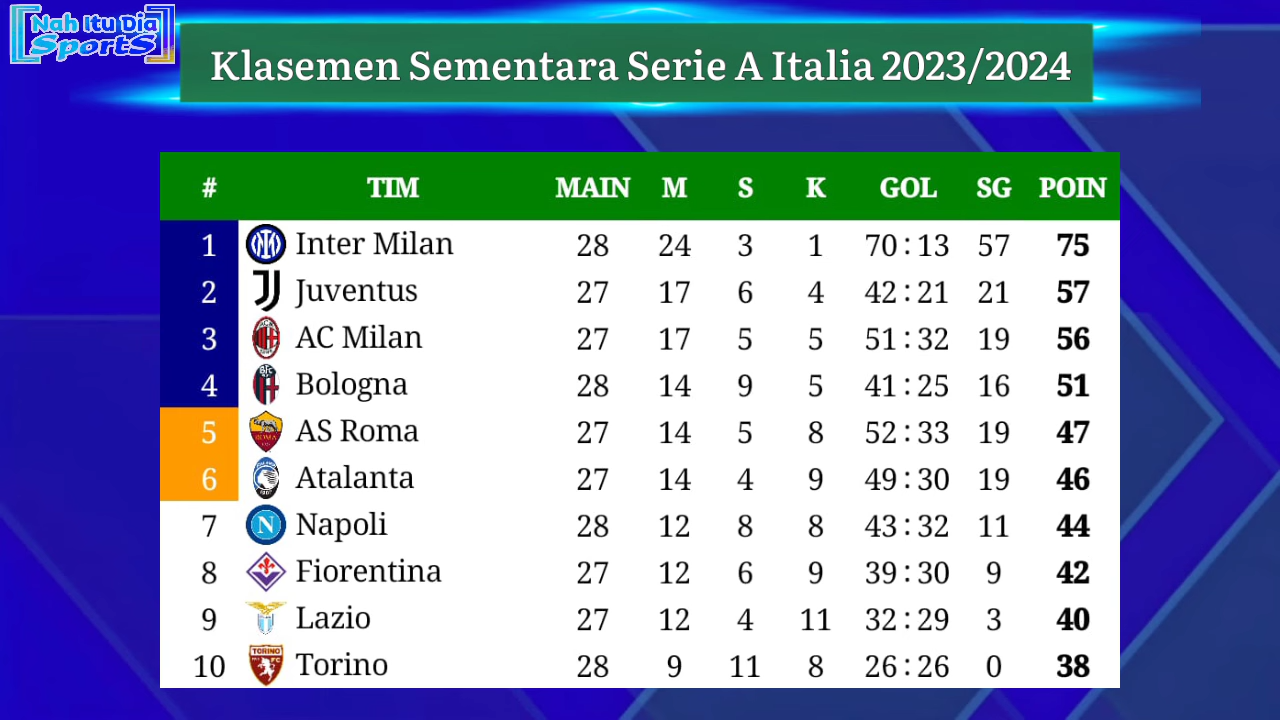 Nah Itu Dia
Sports
Klasemen Sementara Serie A Italia 2023/2024
# TIM MAIN M S K GOL SG POIN
1 Inter Milan 28 24 3 1 70 : 13 57 75
2 Juventus 27 17 6 4 42 : 21 21 57
3 AC Milan 27 17 5 5 51 : 32 19 56
4 Bologna 28 14 9 5 41 : 25 16 51
5 AS Roma 27 14 5 8 52 : 33 19 47
6 Atalanta 27 14 4 9 49 : 30 19 46
7 Napoli 28 12 8 8 43 : 32 11 44
8 Fiorentina 27 12 6 9 39 : 30 9 42
9 Lazio 27 12 4 11 32 : 29 3 40
10 Torino 28 9 11 8 26 : 26 0 38